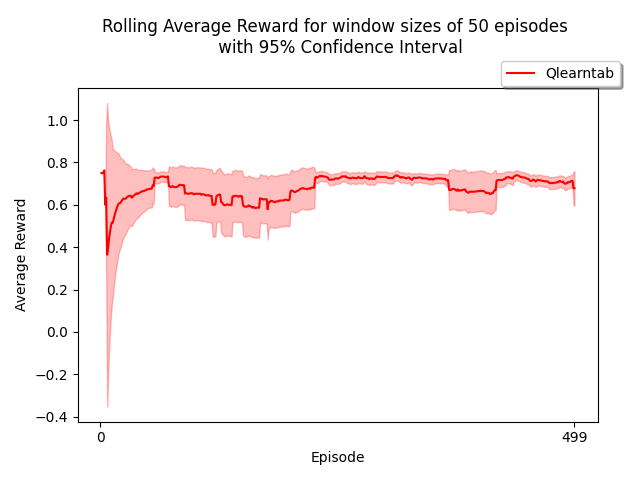 Rolling Average Reward for window sizes of 50 episodes
with 95% Confidence Interval
Qlearntab
1.0
0.8
0.6
0.4
0.2
0.0
−0.2
−0.4
Average Reward
0
499
Episode